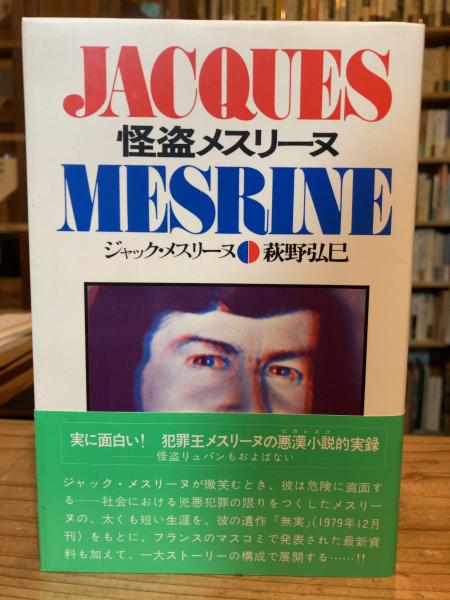 JACQUES
怪盗メスリーヌ
MESRINE
ジャック・メスリーヌ 萩野弘巳
実に面白い! 犯罪王メスリーヌの悪漢小説的実録
ピカレスク
怪盗リュパンもおよばない
ジャック・メスリーヌが微笑むとき、彼は危険に直面す
る――社会における兇悪犯罪の限りをつくしたメスリー
ヌの、太くも短い生涯を、彼の遺作『無実』(1979年12月
刊)をもとに、フランスのマスコミで発表された最新資
料も加えて、一大ストーリーの構成で展開する……!!